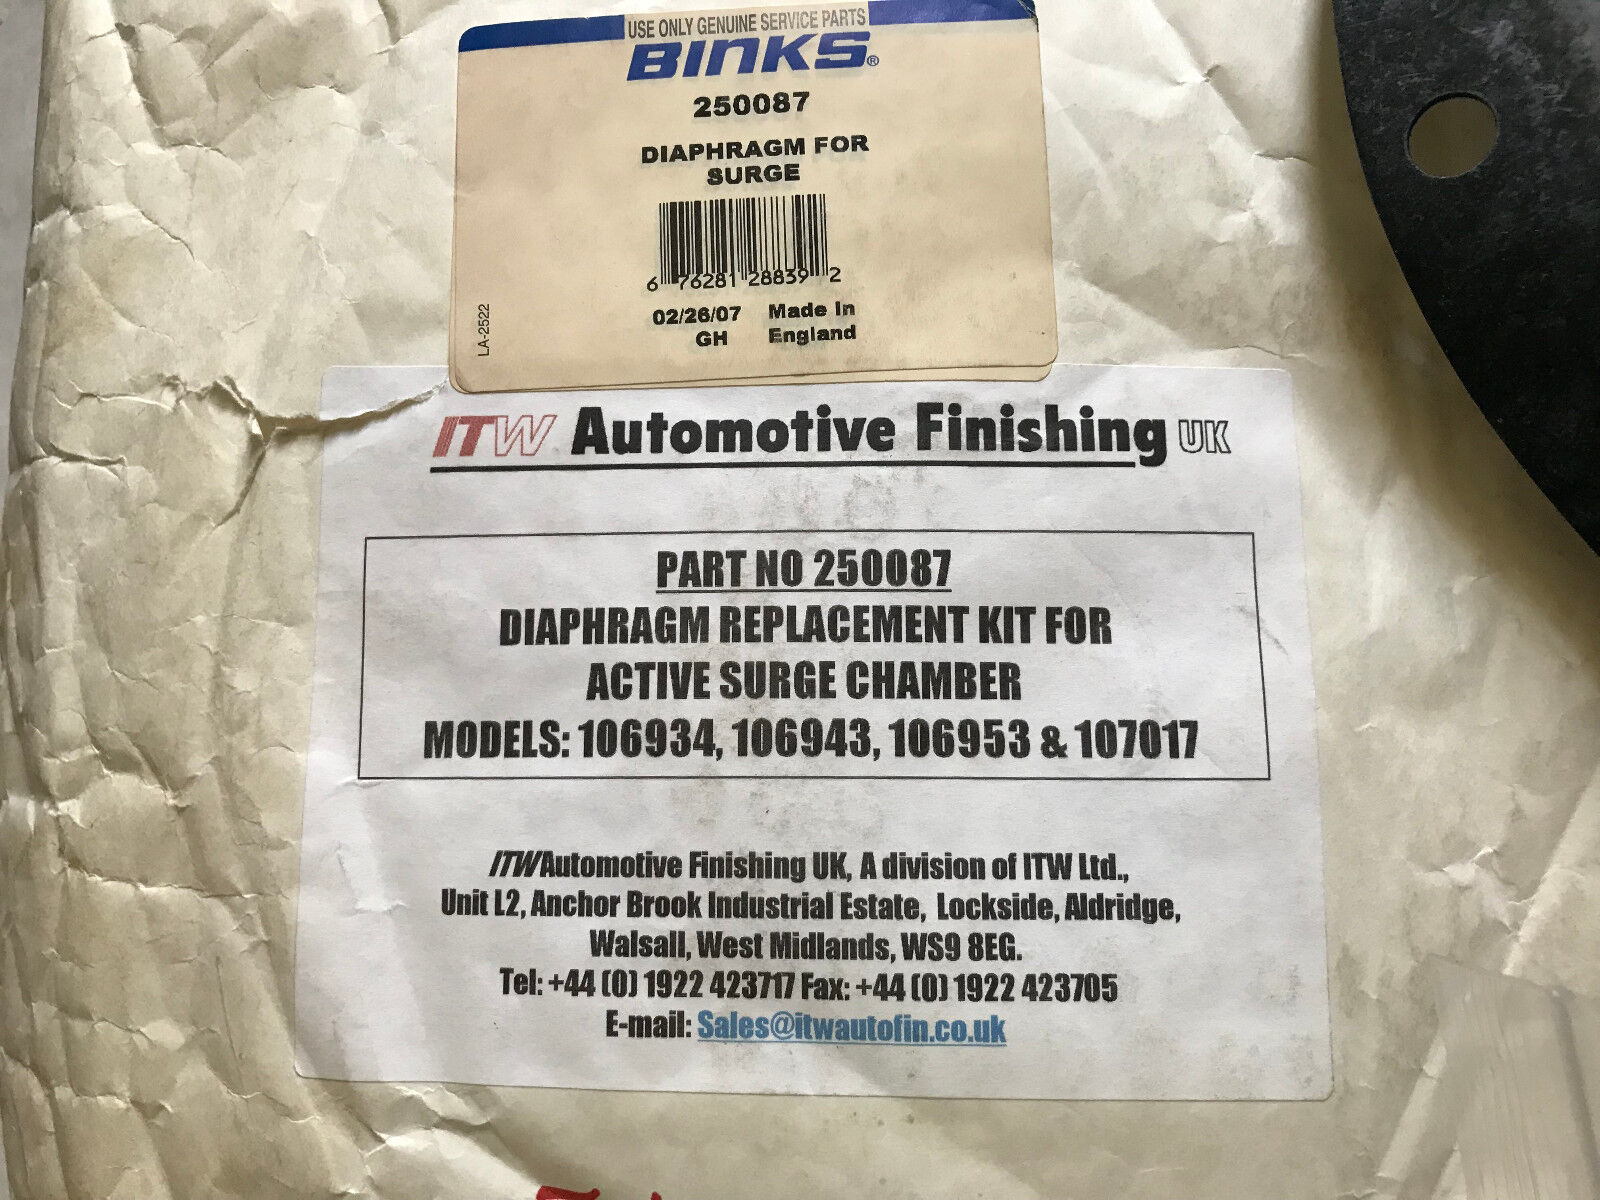 USE ONLY GENUINE SERVICE PARTS
BINKS®
250087
DIAPHRAGM FOR
SURGE
6 76281 28839 2
02/26/07 Made In
GH England
LA-2522
ITW Automotive Finishing UK
PART NO 250087
DIAPHRAGM REPLACEMENT KIT FOR
ACTIVE SURGE CHAMBER
MODELS: 106934, 106943, 106953 & 107017
ITWAutomotive Finishing UK, A division of ITW Ltd.,
Unit L2, Anchor Brook Industrial Estate, Lockside, Aldridge,
Walsall, West Midlands, WS9 8EG.
Tel: +44 (0) 1922 423717 Fax: +44 (0) 1922 423705
E-mail: Sales@itwautofin.co.uk